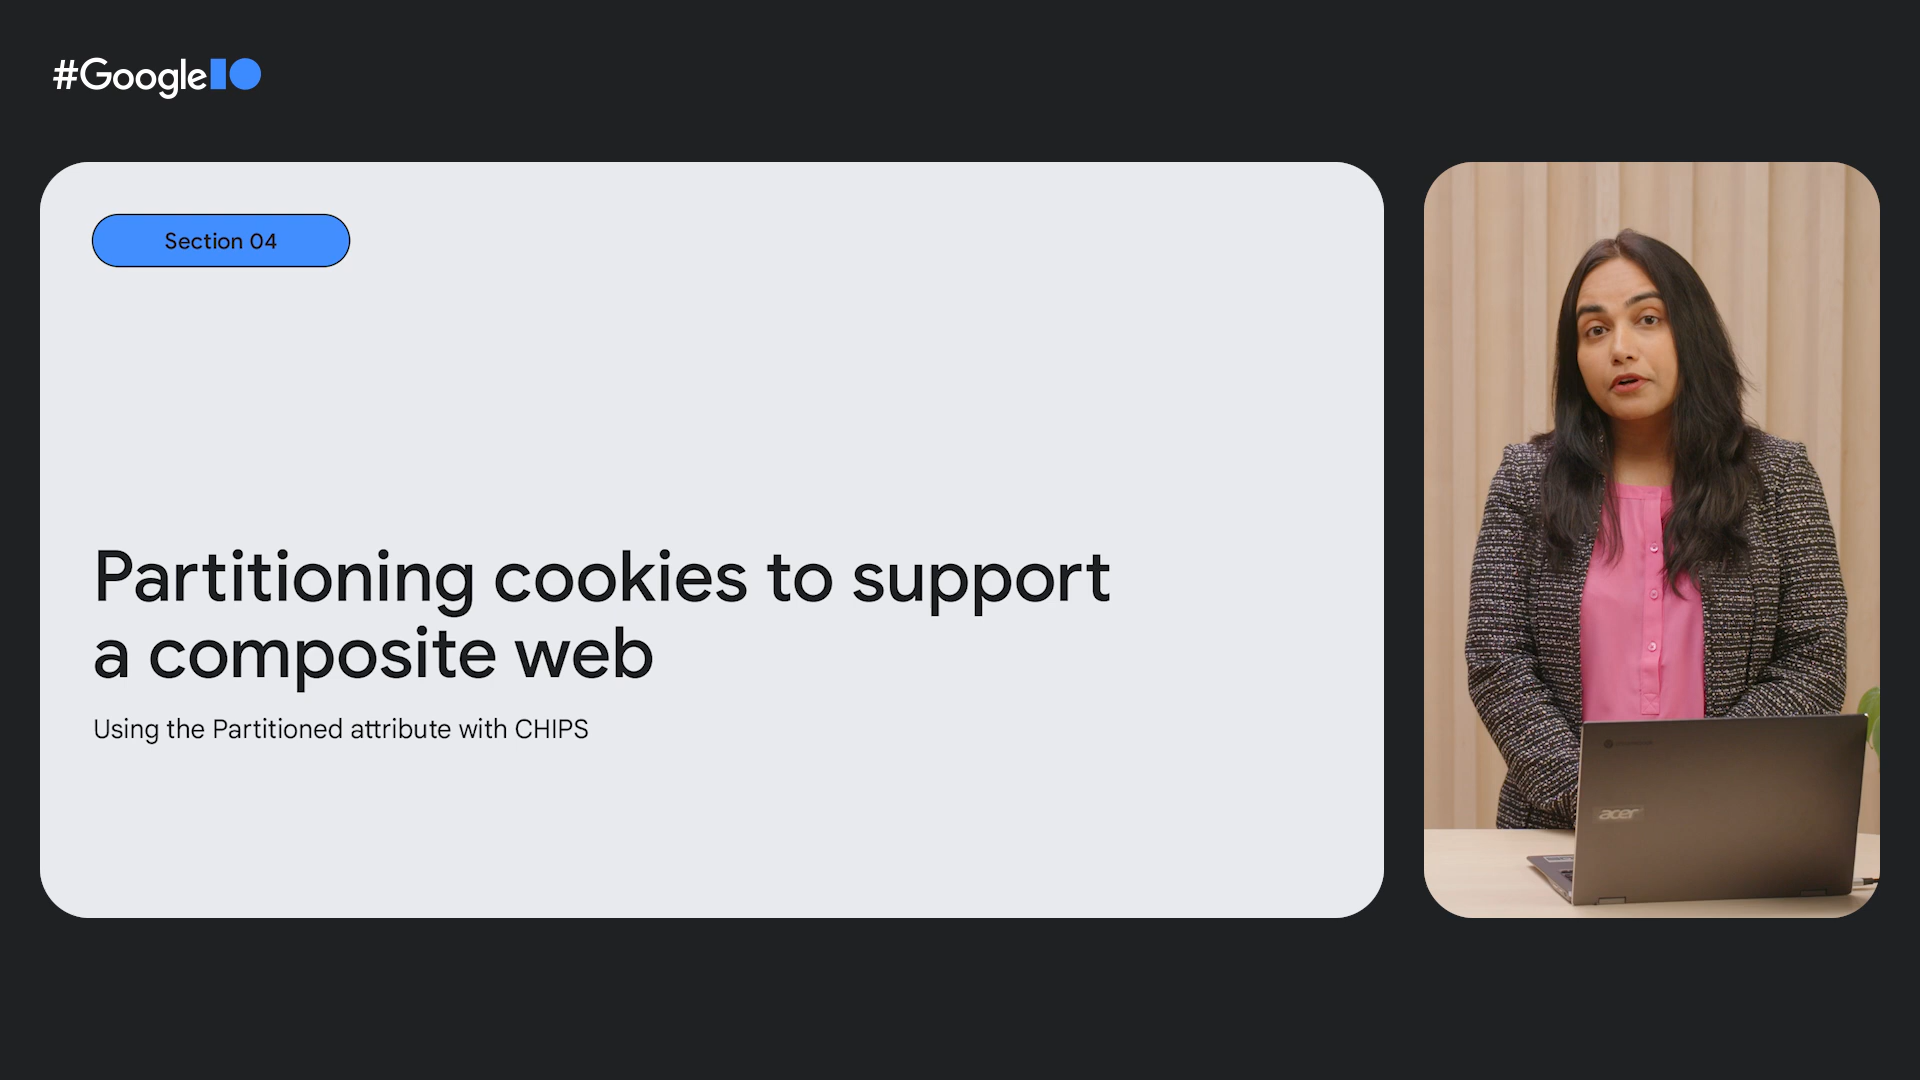 #GoogleIO
Section 04
Partitioning cookies to support
a composite web
Using the Partitioned attribute with CHIPS
acer